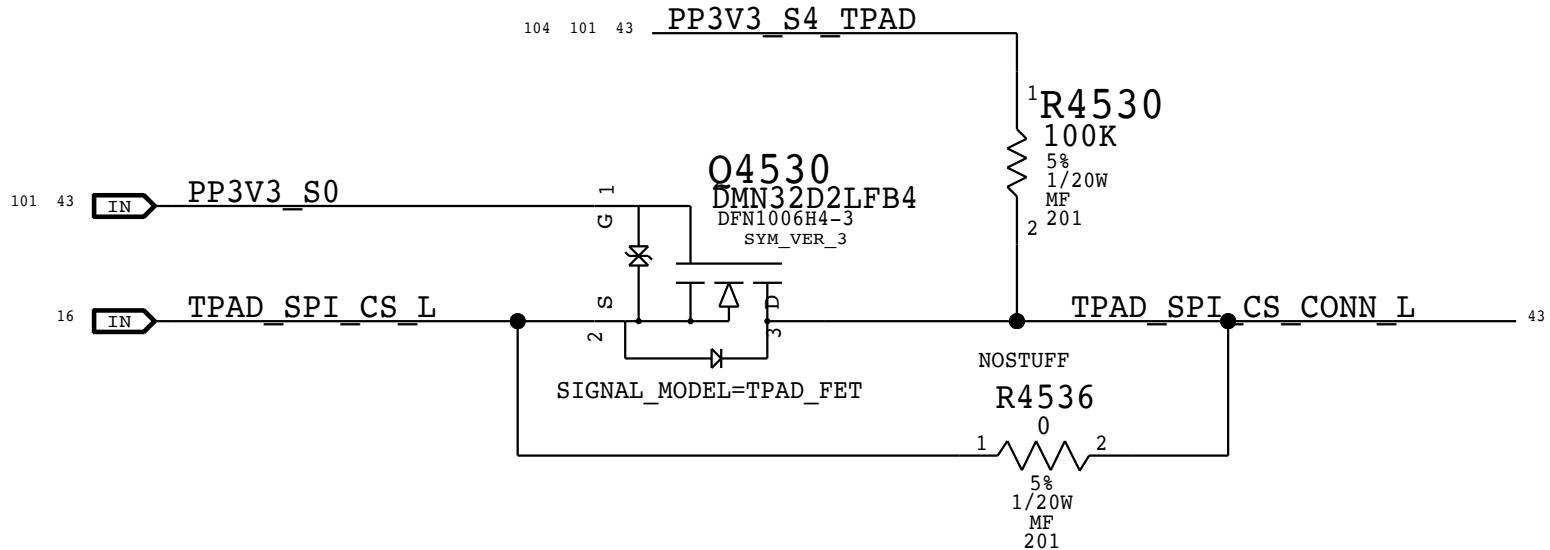 104 101 43 PP3V3_S4_TPAD
1
R4530
100K
5%
1/20W
MF
201
2
Q4530
DMN32D2LFB4
DFN1006H4-3
SYM_VER_3
101 43 IN PP3V3_S0
G 1
16 IN TPAD_SPI_CS_L
S
2
D
3
TPAD_SPI_CS_CONN_L 43
SIGNAL_MODEL=TPAD_FET
NOSTUFF
R4536
0
1 2
5%
1/20W
MF
201